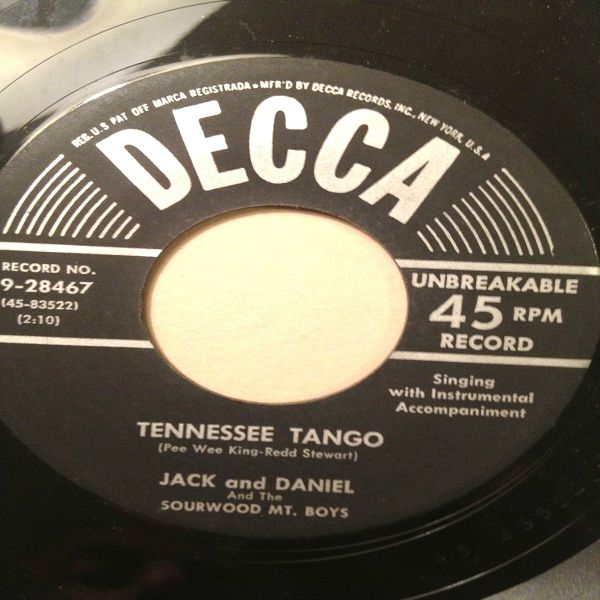 REG. U.S PAT OFF MARCA REGISTRADA • MFR'D BY DECCA RECORDS, INC., NEW YORK, U.S.A
DECCA
RECORD NO.
9-28467
(45-83522)
(2:10)
UNBREAKABLE
45 RPM
RECORD
Singing
with Instrumental
Accompaniment
TENNESSEE TANGO
(Pee Wee King-Redd Stewart)
JACK and DANIEL
And The
SOURWOOD MT. BOYS